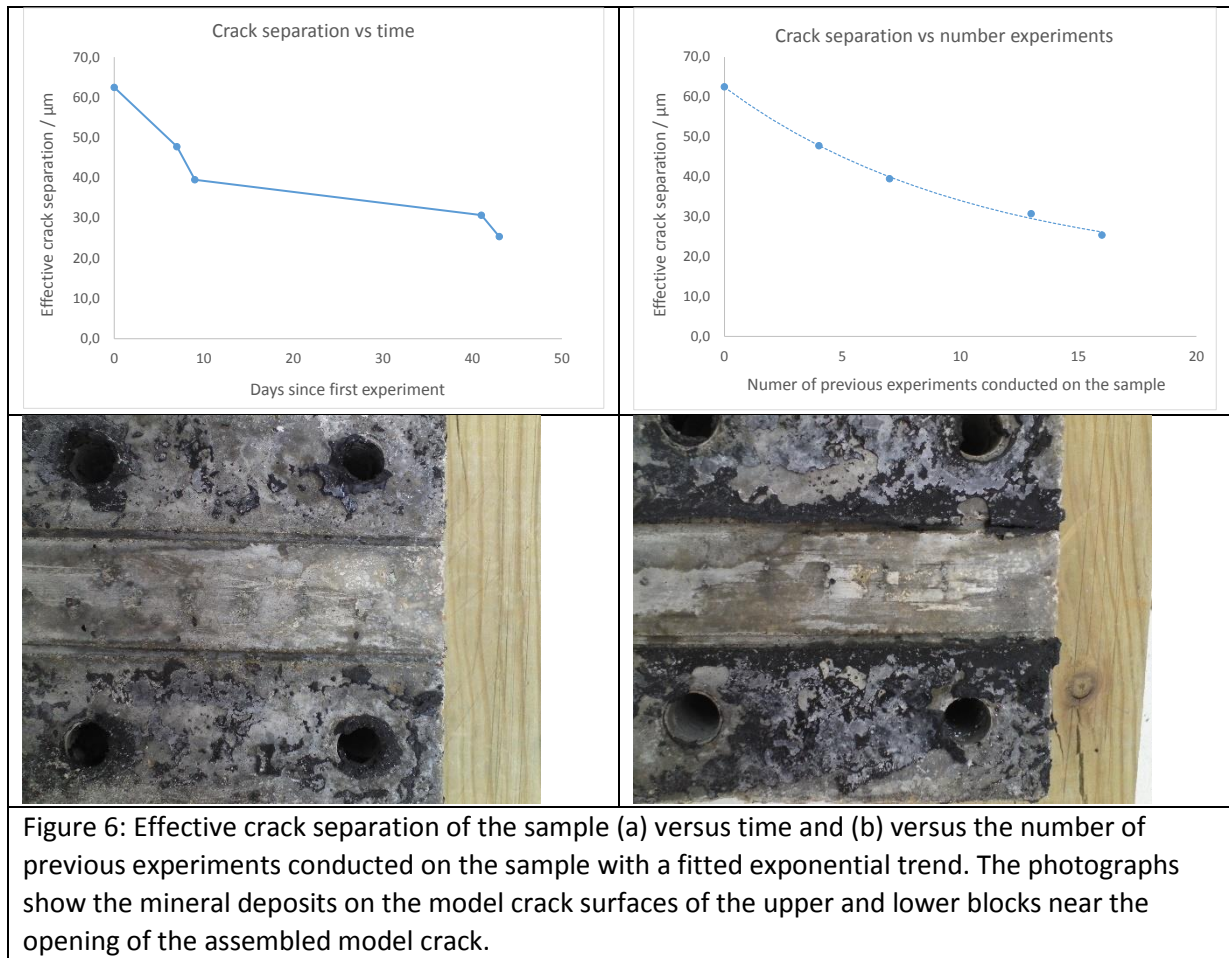 Crack separation vs time
70,0
60,0
50,0
40,0
30,0
20,0
10,0
0,0
Effective crack separation / µm
0 10 20 30 40 50
Days since first experiment
Crack separation vs number experiments
70,0
60,0
50,0
40,0
30,0
20,0
10,0
0,0
Effective crack separation / µm
0 5 10 15 20
Numer of previous experiments conducted on the sample
Figure 6: Effective crack separation of the sample (a) versus time and (b) versus the number of
previous experiments conducted on the sample with a fitted exponential trend. The photographs
show the mineral deposits on the model crack surfaces of the upper and lower blocks near the
opening of the assembled model crack.